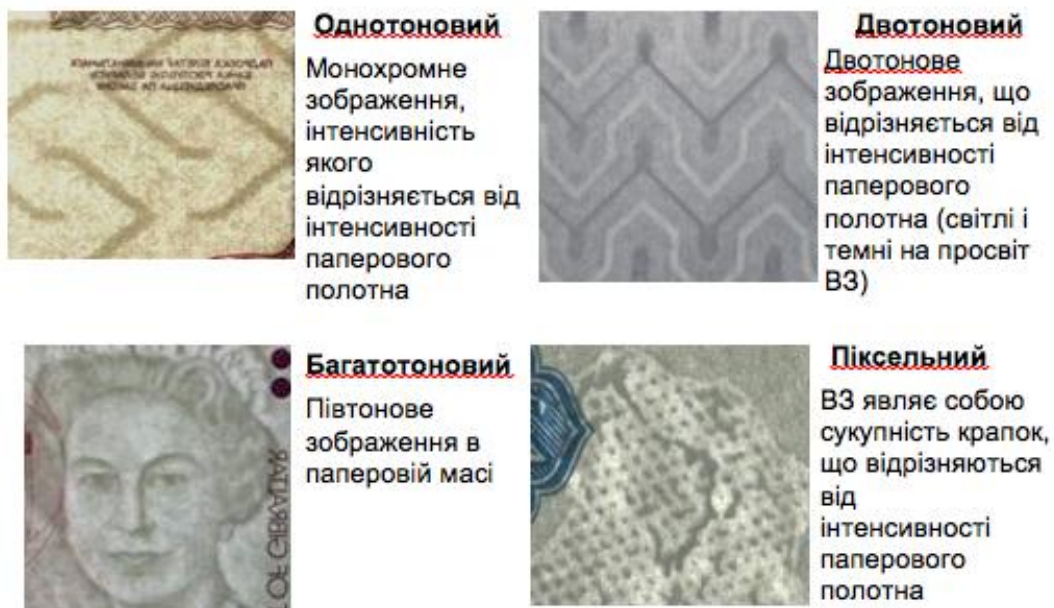 Однотоновий
Монохромне
зображення,
інтенсивність
якого
відрізняється від
інтенсивності
паперового
полотна
Двотоновий
Двотонове
зображення, що
відрізняється від
інтенсивності
паперового
полотна (світлі і
темні на просвіт
ВЗ)
Багатотоновий
Півтонове
зображення в
паперовій масі
OF GIBRALTAR
Піксельний
ВЗ являє собою
сукупність крапок,
що відрізняються
від
інтенсивності
паперового
полотна